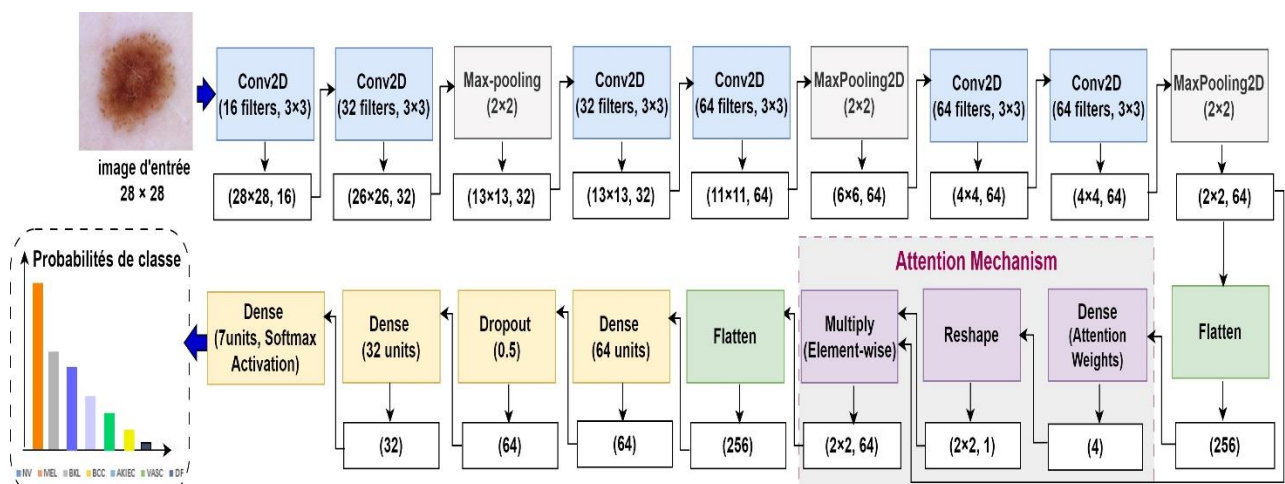 image d'entrée
28 × 28
Conv2D
(16 filters, 3×3)
(28×28, 16)
Conv2D
(32 filters, 3×3)
(26×26, 32)
Max-pooling
(2×2)
(13×13, 32)
Conv2D
(32 filters, 3×3)
(13×13, 32)
Conv2D
(64 filters, 3×3)
(11×11, 64)
MaxPooling2D
(2×2)
(6×6, 64)
Conv2D
(64 filters, 3×3)
(4×4, 64)
Conv2D
(64 filters, 3×3)
(4×4, 64)
MaxPooling2D
(2×2)
(2×2, 64)
Flatten
(256)
Attention Mechanism
Dense
(Attention
Weights)
(4)
Reshape
(2×2, 1)
Multiply
(Element-wise)
(2×2, 64)
Flatten
(256)
Dense
(64 units)
(64)
Dropout
(0.5)
(64)
Dense
(32 units)
(32)
Dense
(7units, Softmax
Activation)
Probabilités de classe
NV MEL BKL BCC AKIEC VASC DF